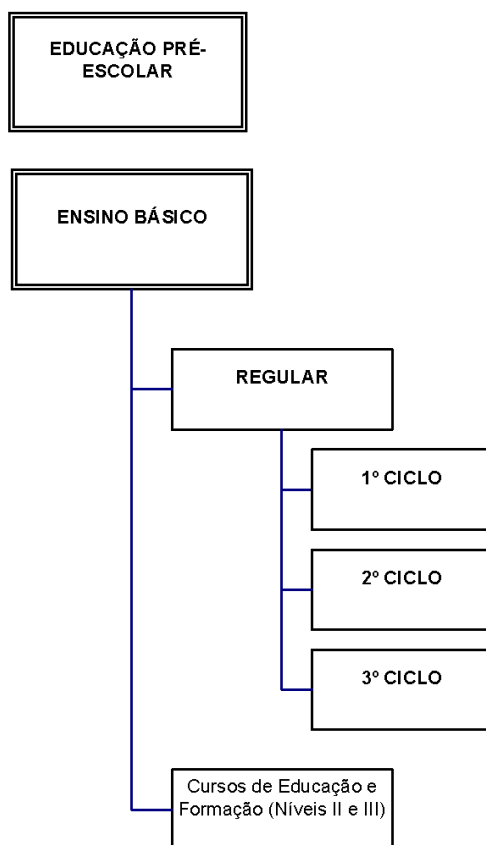 EDUCAÇÃO PRÉ-
ESCOLAR
ENSINO BÁSICO
REGULAR
1º CICLO
2º CICLO
3º CICLO
Cursos de Educação e
Formação (Níveis II e III)